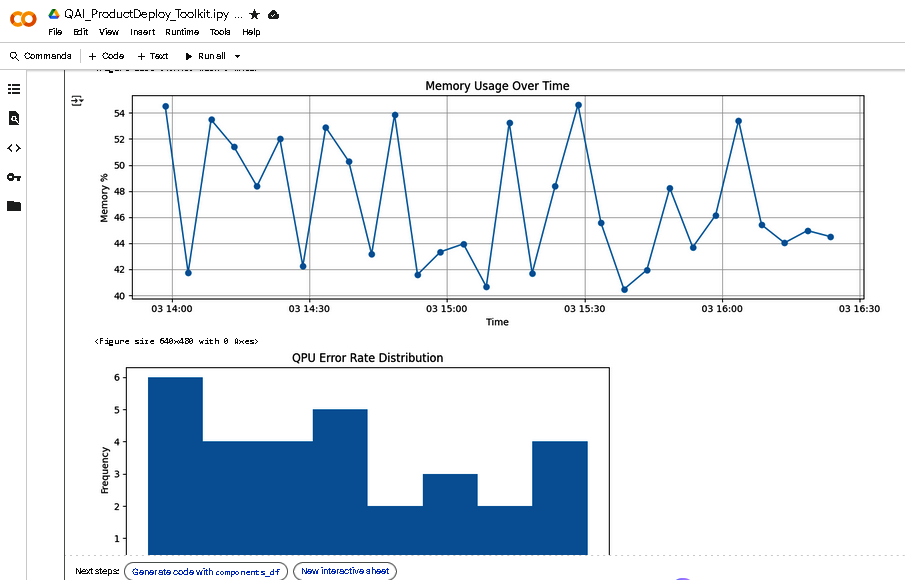 QAI_ProductDeploy_Toolkit.ipy ...
File Edit View Insert Runtime Tools Help
Commands + Code + Text Run all
Memory Usage Over Time
54
52
50
48
46
44
42
40
Memory %
03 14:00 03 14:30 03 15:00 03 15:30 03 16:00 03 16:30
Time
<Figure size 640x480 with 0 Axes>
QPU Error Rate Distribution
6
5
4
3
2
1
Frequency
Next steps: Generate code with components_df New interactive sheet